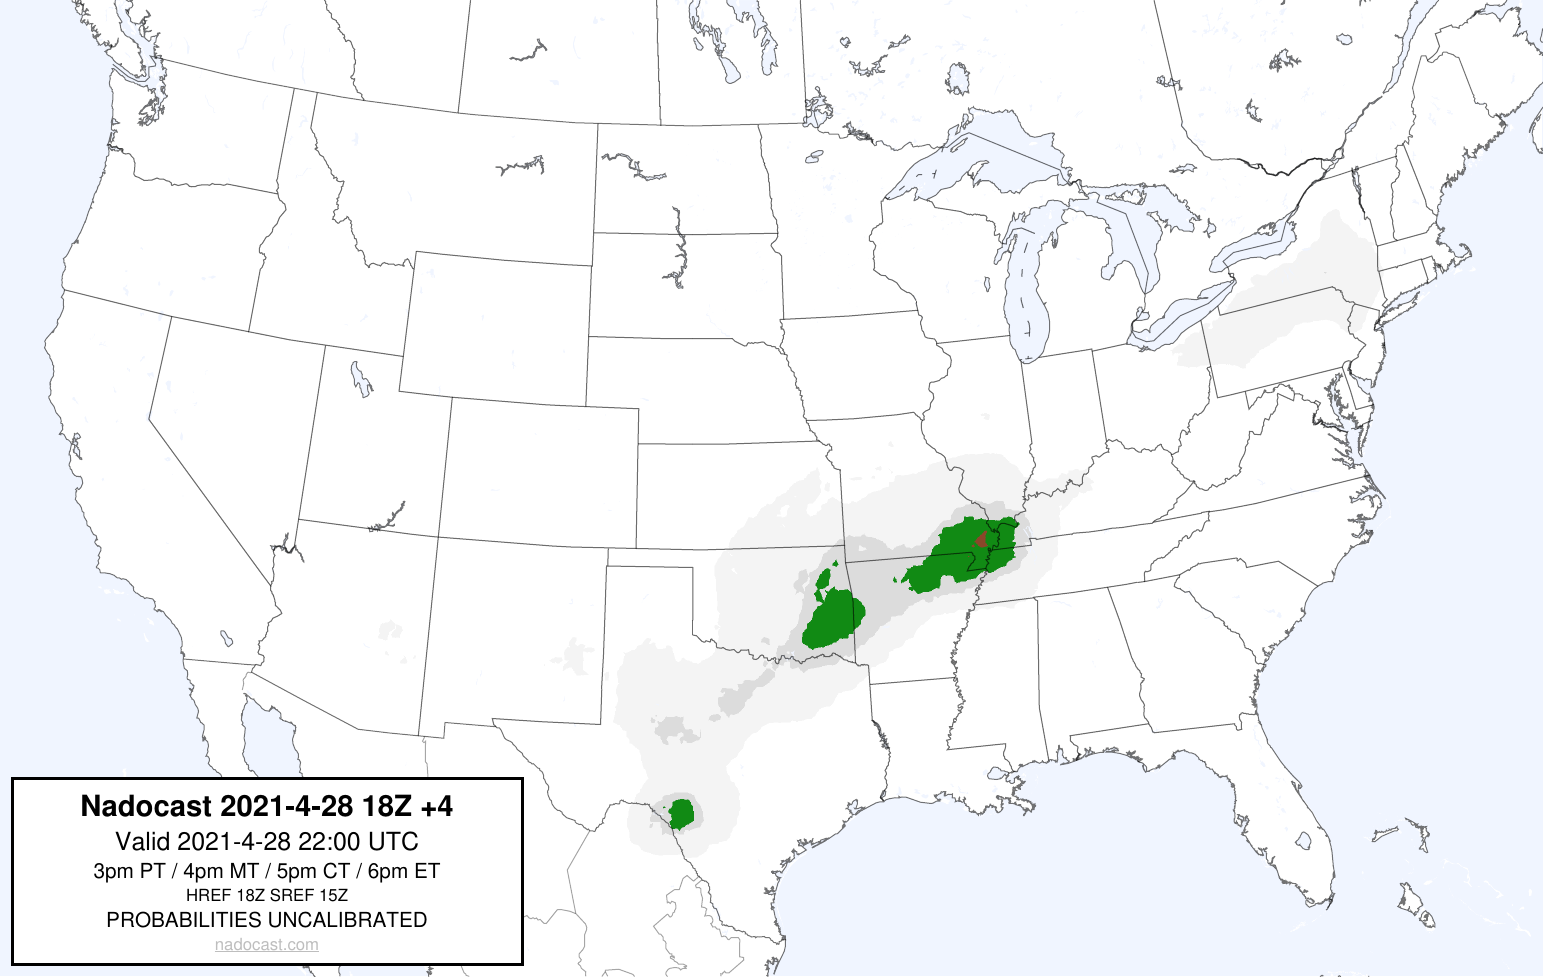 Nadocast 2021-4-28 18Z +4
Valid 2021-4-28 22:00 UTC
3pm PT / 4pm MT / 5pm CT / 6pm ET
HREF 18Z SREF 15Z
PROBABILITIES UNCALIBRATED
nadocast.com